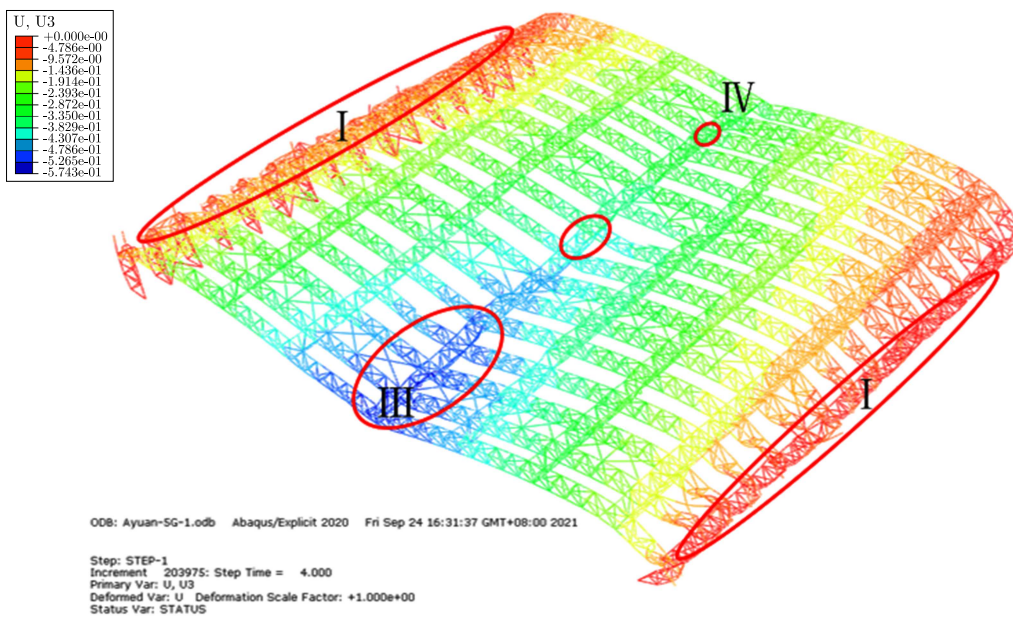 U, U3
+0.000e-00
-4.786e-00
-9.572e-00
-1.436e-01
-1.914e-01
-2.393e-01
-2.872e-01
-3.350e-01
-3.829e-01
-4.307e-01
-4.786e-01
-5.265e-01
-5.743e-01
IV
I
III
I
ODB: Ayuan-SG-1.odb Abaqus/Explicit 2020 Fri Sep 24 16:31:37 GMT+08:00 2021
Step: STEP-1
Increment 203975: Step Time = 4.000
Primary Var: U, U3
Deformed Var: U Deformation Scale Factor: +1.000e+00
Status Var: STATUS